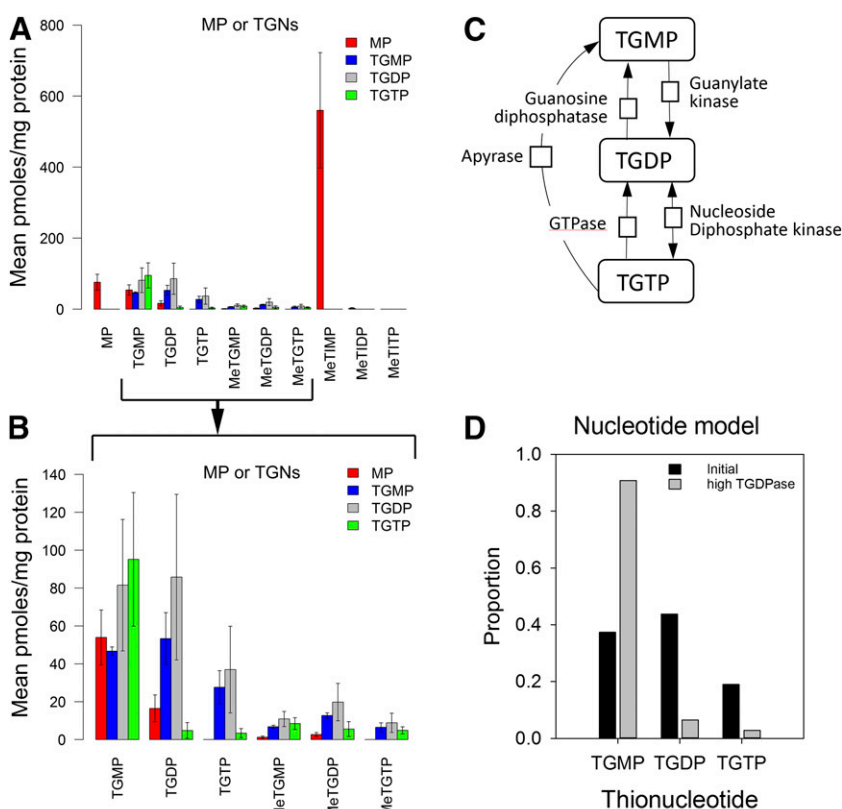 A
MP or TGNs
MP
TGMP
TGDP
TGTP
Mean pmoles/mg protein
800
600
400
200
0
MP
TGMP
TGDP
TGTP
MeTGMP
MeTGDP
MeTGTP
MeTIMP
MeTIDP
MeTITP
B
MP or TGNs
MP
TGMP
TGDP
TGTP
Mean pmoles/mg protein
140
120
100
80
60
40
20
0
TGMP
TGDP
TGTP
MeTGMP
MeTGDP
MeTGTP
C
TGMP
Guanosine
diphosphatase
Guanylate
kinase
Apyrase
TGDP
GTPase
Nucleoside
Diphosphate kinase
TGTP
D
Nucleotide model
Initial
high TGDPase
Proportion
1.0
0.8
0.6
0.4
0.2
0.0
TGMP TGDP TGTP
Thionucleotide